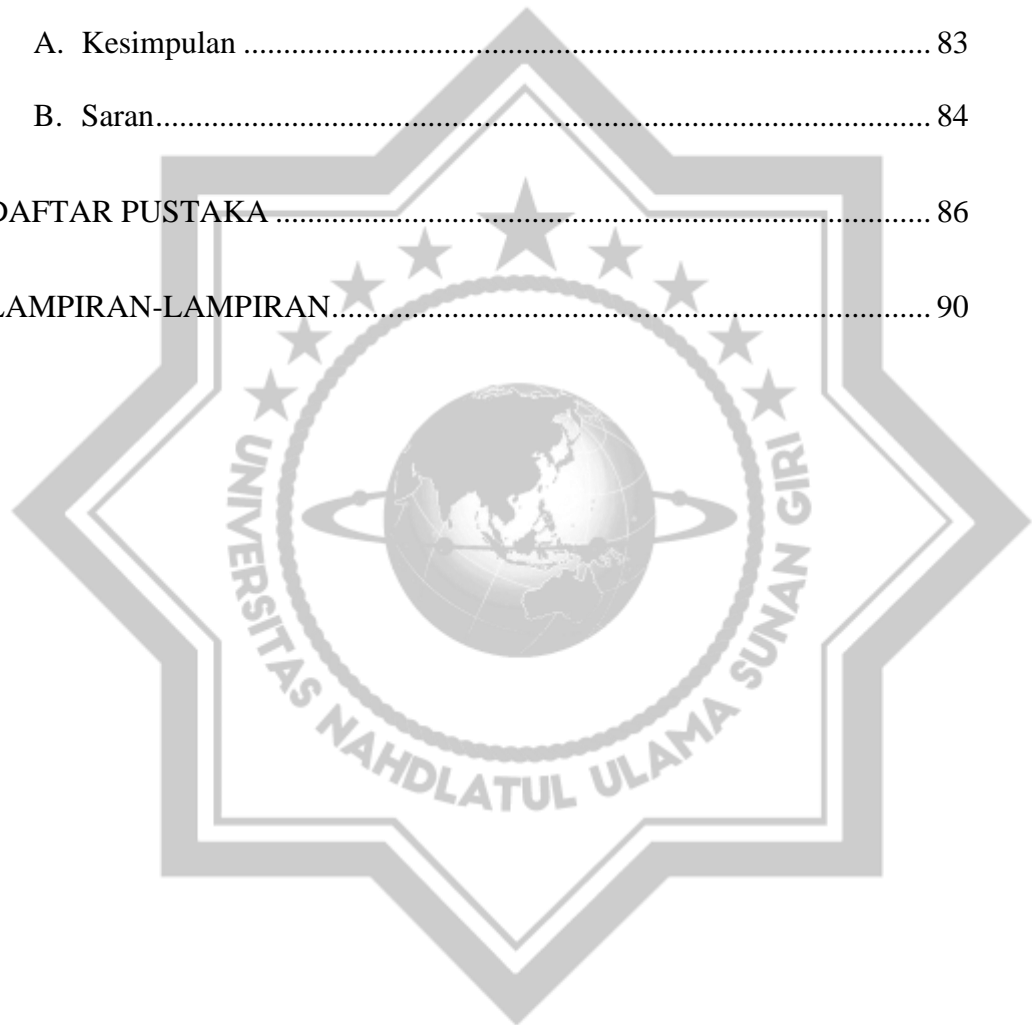 A. Kesimpulan ........................................................................................ 83
B. Saran................................................................................................... 84
DAFTAR PUSTAKA .................................................................................... 86
LAMPIRAN-LAMPIRAN............................................................................ 90
UNIVERSITAS NAHDLATUL ULAMA SUNAN GIRI